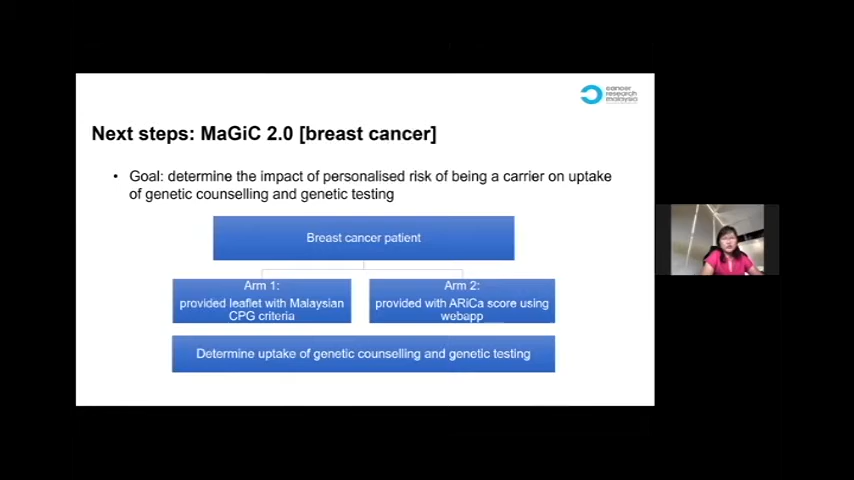 cancer
research
malaysia
Next steps: MaGiC 2.0 [breast cancer]
• Goal: determine the impact of personalised risk of being a carrier on uptake
of genetic counselling and genetic testing
Breast cancer patient
Arm 1:
provided leaflet with Malaysian
CPG criteria
Arm 2:
provided with ARiCa score using
webapp
Determine uptake of genetic counselling and genetic testing